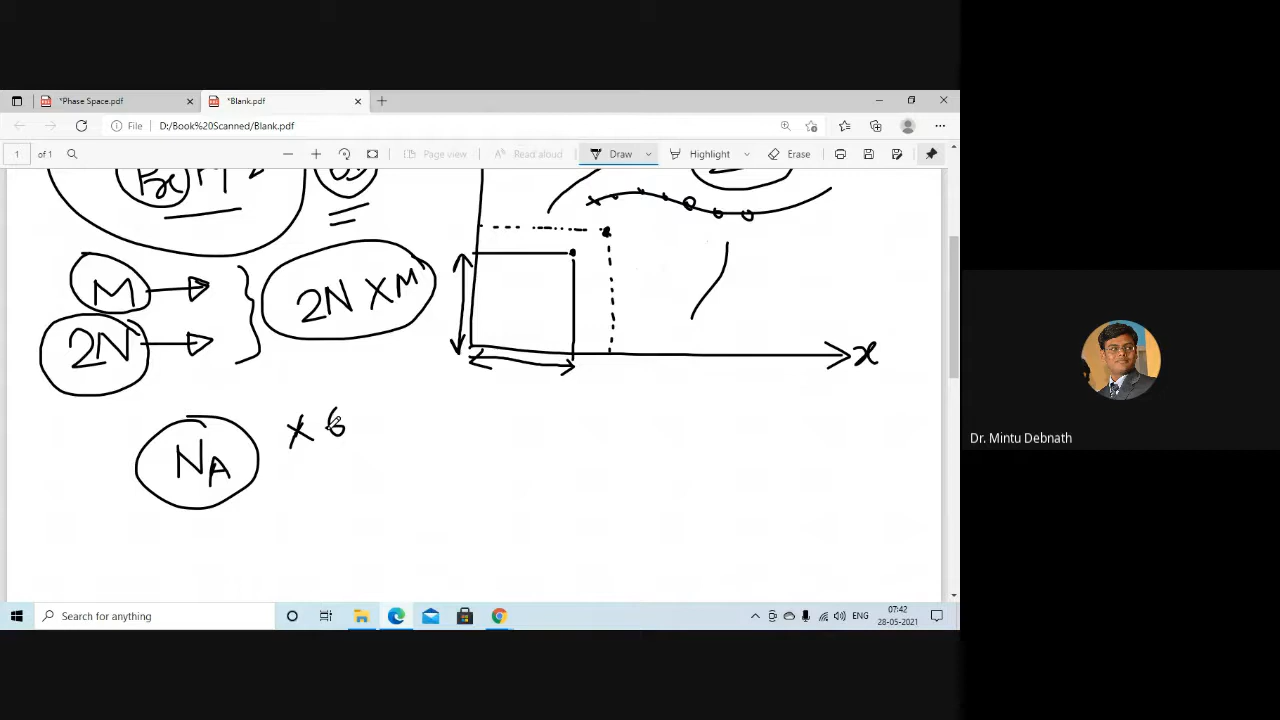 *Phase Space.pdf
*Blank.pdf
File
D:/Book%20Scanned/Blank.pdf
1 of 1
Page view
Read aloud
Draw
Highlight
Erase
M
2N
2N X M
x
N_A X 6
Dr. Mintu Debnath
Search for anything
ENG
07:42
28-05-2021